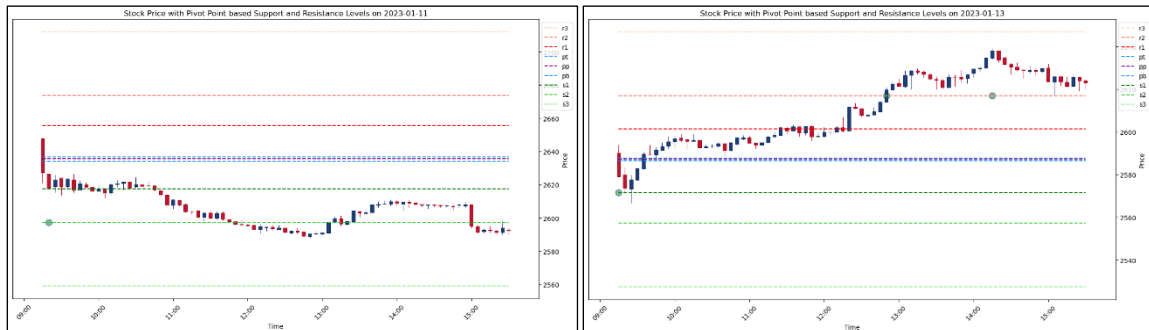 Stock Price with Pivot Point based Support and Resistance Levels on 2023-01-11
r3
r2
r1
pt
pp
pb
s1
s2
s3
2660
2640
2620
2600
2580
2560
Price
09:00
10:00
11:00
12:00
13:00
14:00
15:00
Time
Stock Price with Pivot Point based Support and Resistance Levels on 2023-01-13
r3
r2
r1
pt
pp
pb
s1
s2
s3
2600
2580
2560
2540
Price
09:00
10:00
11:00
12:00
13:00
14:00
15:00
Time